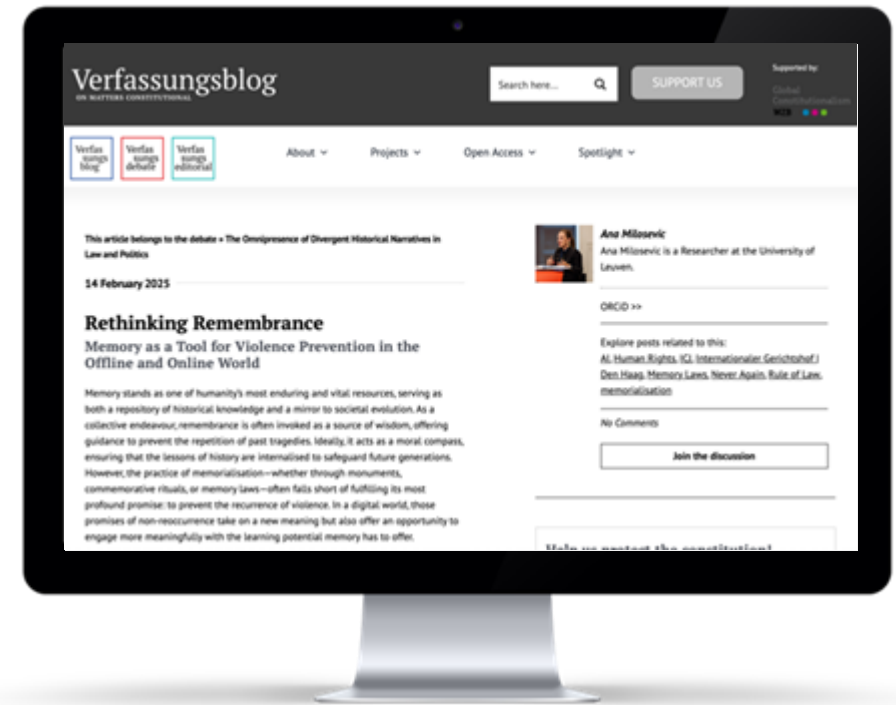 Verfassungsblog
ON MATTERS CONSTITUTIONAL
Search here...
SUPPORT US
Supported by:
Global
Constitutionalism
WZB
Verfas
sungs
blog
Verfas
sungs
debate
Verfas
sungs
editorial
About
Projects
Open Access
Spotlight
This article belongs to the debate » The Omnipresence of Divergent Historical Narratives in
Law and Politics
14 February 2025
Rethinking Remembrance
Memory as a Tool for Violence Prevention in the
Offline and Online World
Memory stands as one of humanity's most enduring and vital resources, serving as
both a repository of historical knowledge and a mirror to societal evolution. As a
collective endeavour, remembrance is often invoked as a source of wisdom, offering
guidance to prevent the repetition of past tragedies. Ideally, it acts as a moral compass,
ensuring that the lessons of history are internalised to safeguard future generations.
However, the practice of memorialisation—whether through monuments,
commemorative rituals, or memory laws—often falls short of fulfilling its most
profound promise: to prevent the recurrence of violence. In a digital world, those
promises of non-reoccurrence take on a new meaning but also offer an opportunity to
engage more meaningfully with the learning potential memory has to offer.
Ana Milosevic
Ana Milosevic is a Researcher at the University of
Leuven.
ORCiD >>
Explore posts related to this:
AI, Human Rights, ICJ, Internationaler Gerichtshof |
Den Haag, Memory Laws, Never Again, Rule of Law,
memorialisation
No Comments
Join the discussion
Help us protect the constitution!